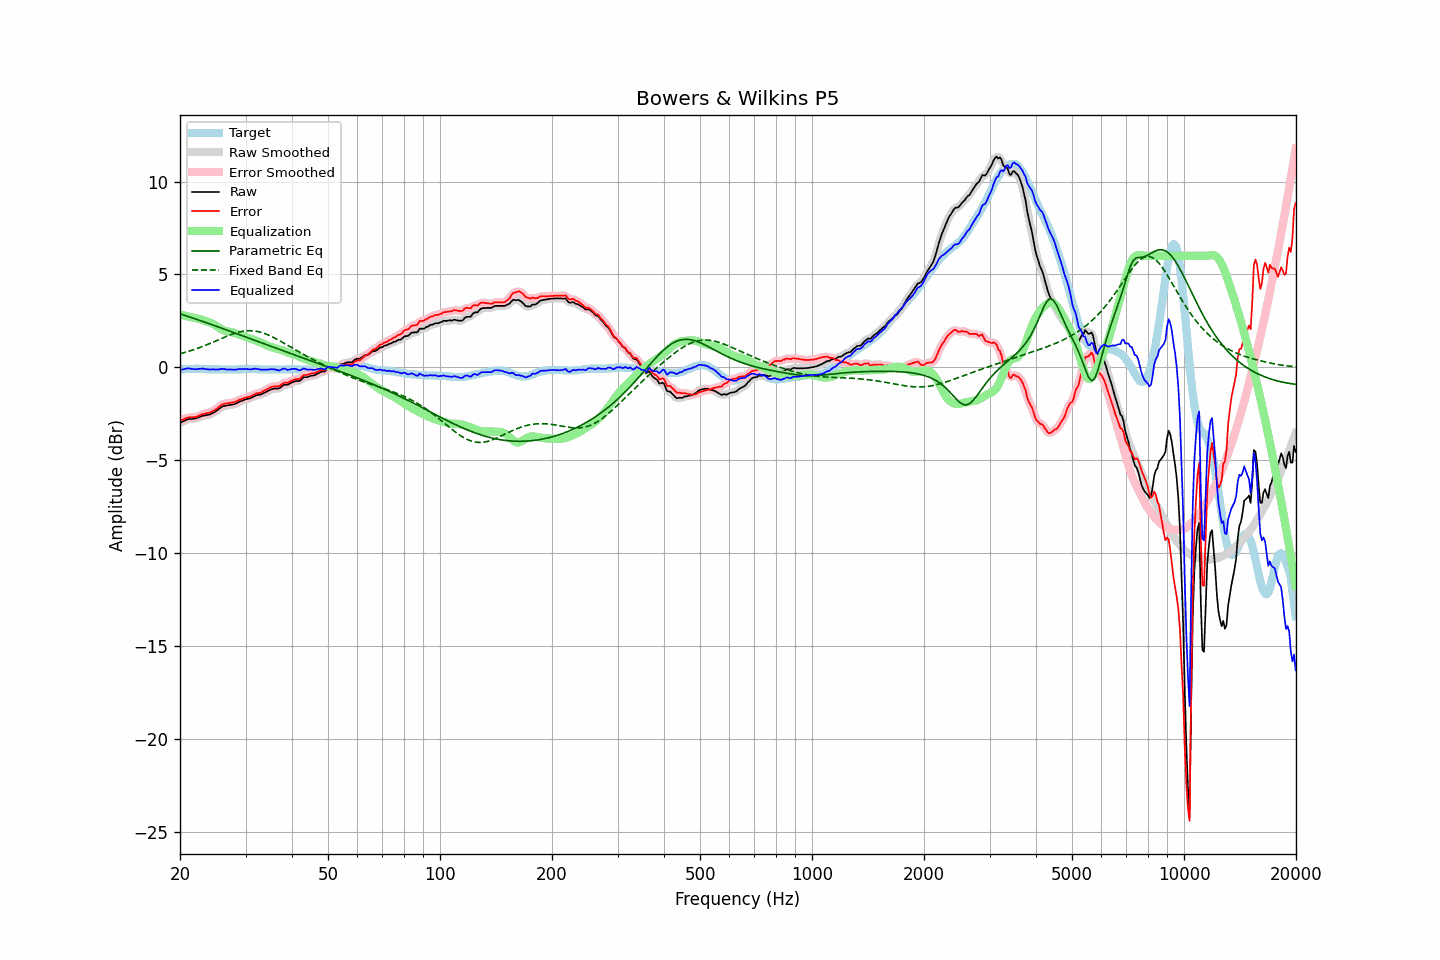 Bowers & Wilkins P5
Target
Raw Smoothed
Error Smoothed
Raw
Error
Equalization
Parametric Eq
Fixed Band Eq
Equalized
10
5
0
−5
−10
−15
−20
−25
Amplitude (dBr)
20 50 100 200 500 1000 2000 5000 10000 20000
Frequency (Hz)